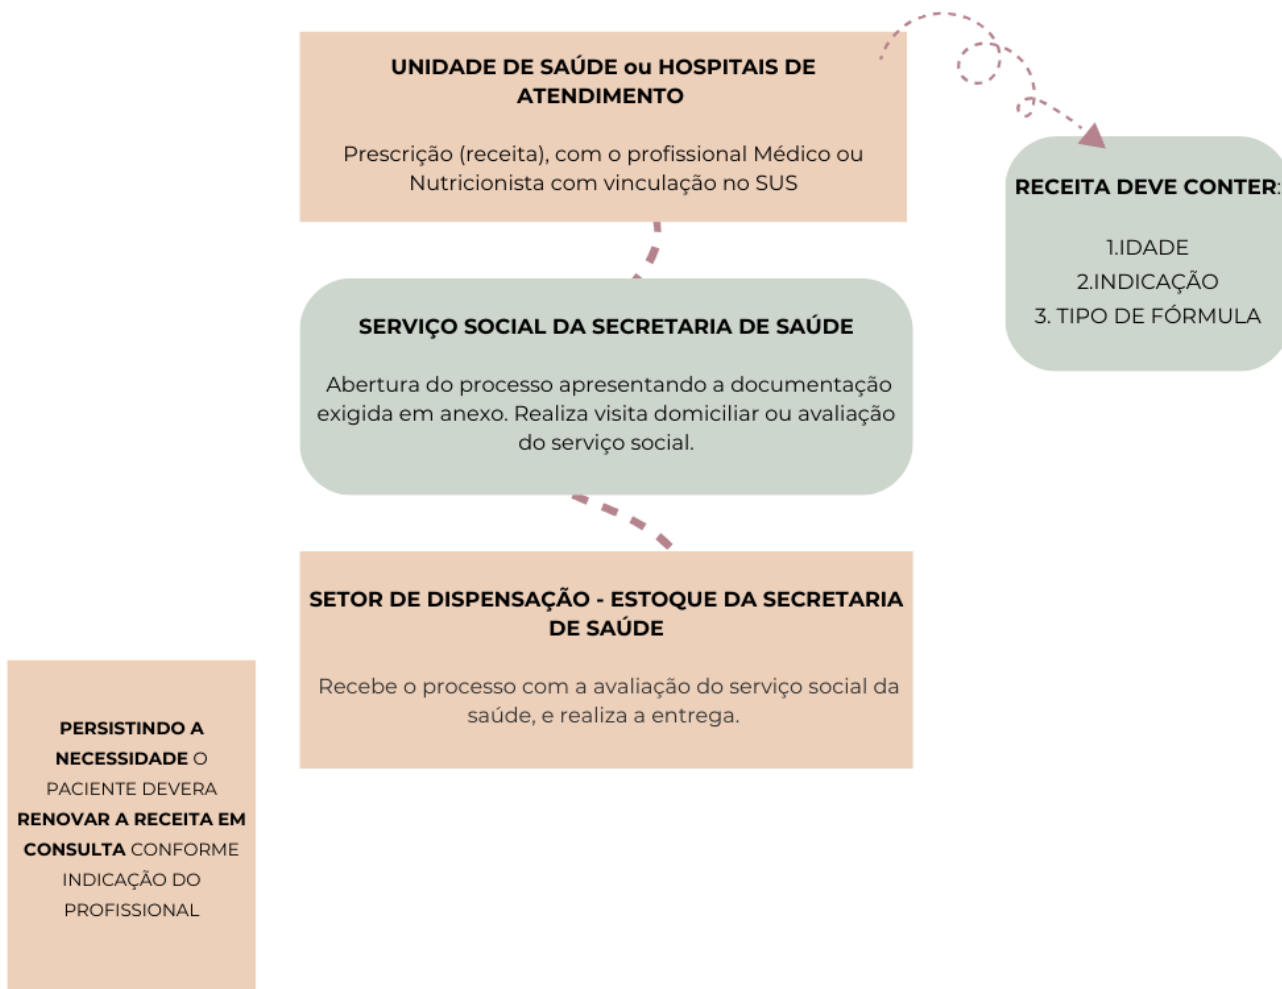 UNIDADE DE SAÚDE ou HOSPITAIS DE
ATENDIMENTO
Prescrição (receita), com o profissional Médico ou
Nutricionista com vinculação no SUS
RECEITA DEVE CONTER:
1.IDADE
2.INDICAÇÃO
3. TIPO DE FÓRMULA
SERVIÇO SOCIAL DA SECRETARIA DE SAÚDE
Abertura do processo apresentando a documentação
exigida em anexo. Realiza visita domiciliar ou avaliação
do serviço social.
SETOR DE DISPENSAÇÃO - ESTOQUE DA SECRETARIA
DE SAÚDE
Recebe o processo com a avaliação do serviço social da
saúde, e realiza a entrega.
PERSISTINDO A
NECESSIDADE O
PACIENTE DEVERA
RENOVAR A RECEITA EM
CONSULTA CONFORME
INDICAÇÃO DO
PROFISSIONAL